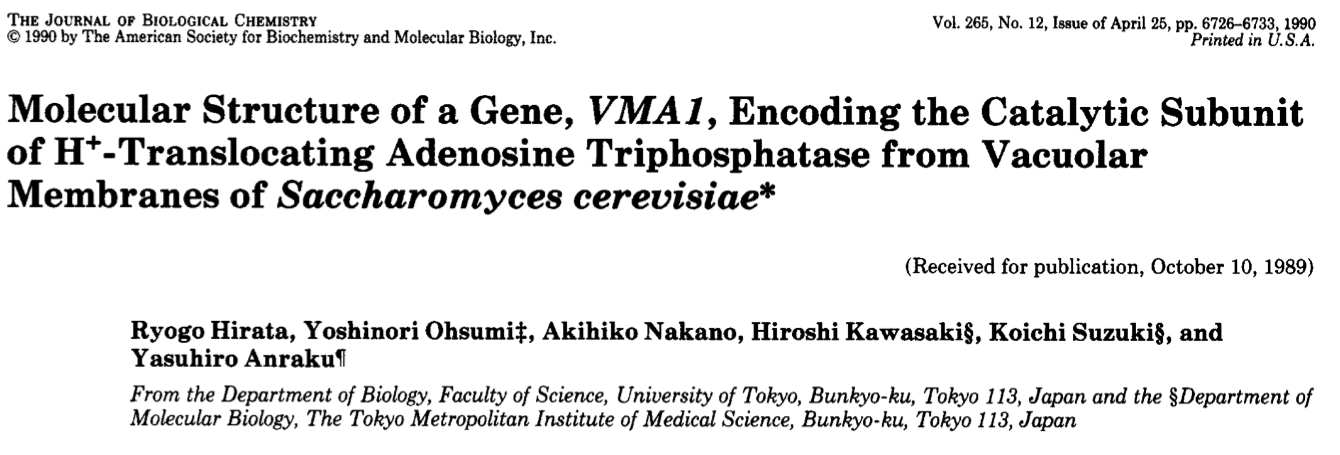 THE JOURNAL OF BIOLOGICAL CHEMISTRY
© 1990 by The American Society for Biochemistry and Molecular Biology, Inc.
Vol. 265, No. 12, Issue of April 25, pp. 6726–6733, 1990
Printed in U.S.A.
Molecular Structure of a Gene, VMA1, Encoding the Catalytic Subunit
of H+-Translocating Adenosine Triphosphatase from Vacuolar
Membranes of Saccharomyces cerevisiae*
(Received for publication, October 10, 1989)
Ryogo Hirata, Yoshinori Ohsumi‡, Akihiko Nakano, Hiroshi Kawasaki§, Koichi Suzuki§, and
Yasuhiro Anraku¶
From the Department of Biology, Faculty of Science, University of Tokyo, Bunkyo-ku, Tokyo 113, Japan and the §Department of
Molecular Biology, The Tokyo Metropolitan Institute of Medical Science, Bunkyo-ku, Tokyo 113, Japan